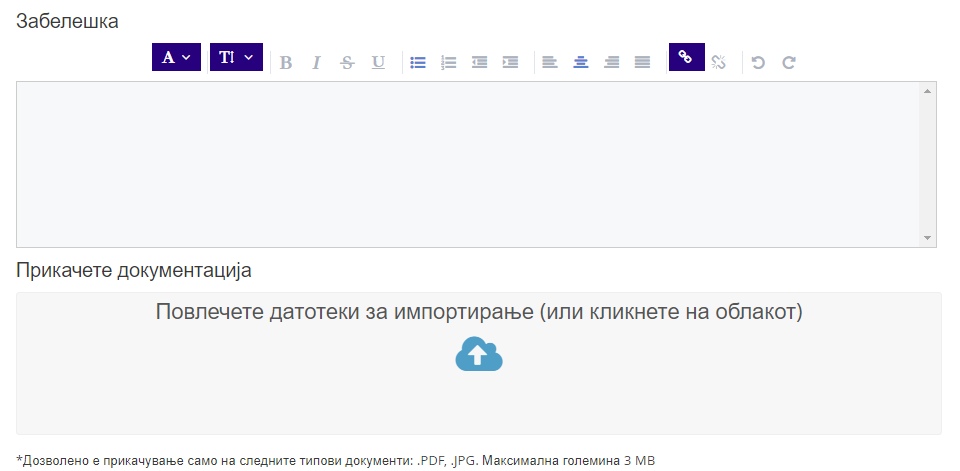 Забелешка
A TI B I S U
Прикачете документација
Повлечете датотеки за импортирање (или кликнете на облакот)
*Дозволено е прикачување само на следните типови документи: .PDF, .JPG. Максимална големина 3 MB